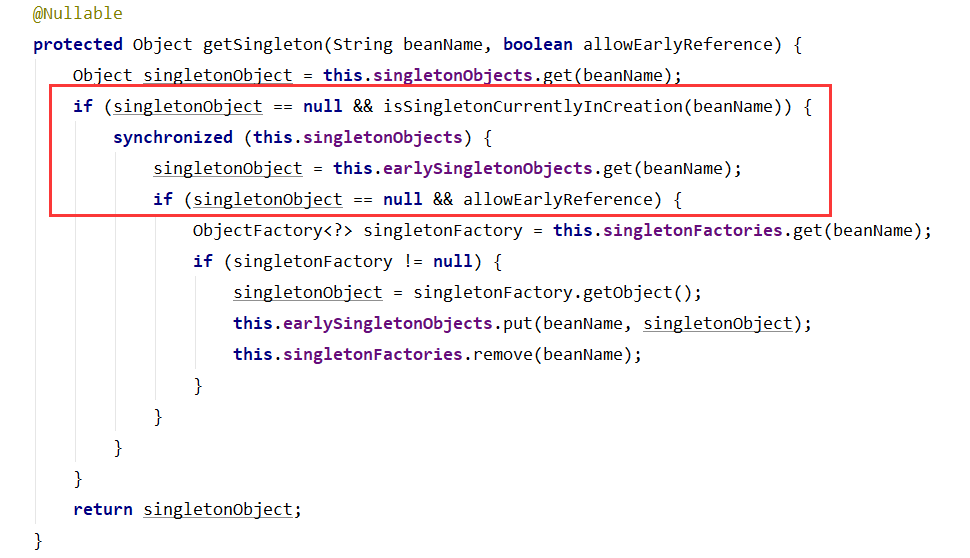 @Nullable
protected Object getSingleton(String beanName, boolean allowEarlyReference) {
Object singletonObject = this.singletonObjects.get(beanName);
if (singletonObject == null && isSingletonCurrentlyInCreation(beanName)) {
synchronized (this.singletonObjects) {
singletonObject = this.earlySingletonObjects.get(beanName);
if (singletonObject == null && allowEarlyReference) {
ObjectFactory<?> singletonFactory = this.singletonFactories.get(beanName);
if (singletonFactory != null) {
singletonObject = singletonFactory.getObject();
this.earlySingletonObjects.put(beanName, singletonObject);
this.singletonFactories.remove(beanName);
}
}
}
}
return singletonObject;
}